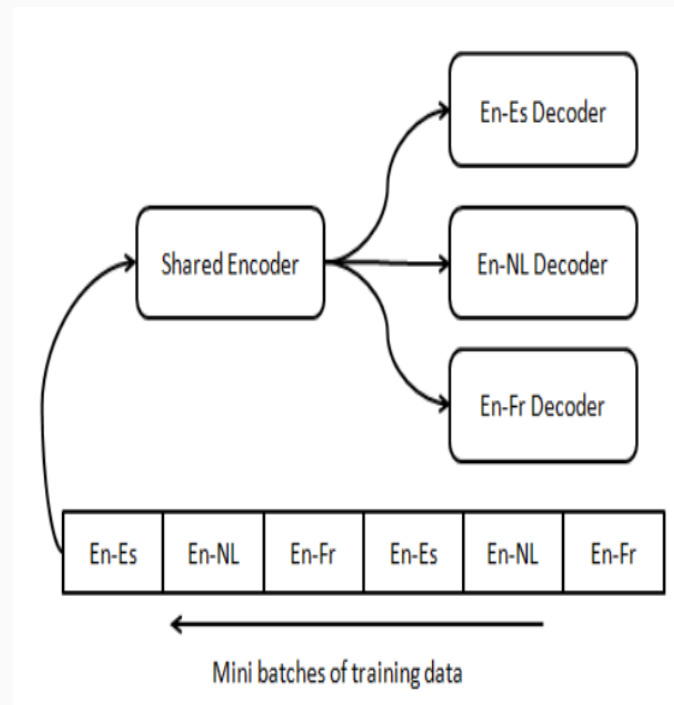 En-Es Decoder
Shared Encoder
En-NL Decoder
En-Fr Decoder
En-Es En-NL En-Fr En-Es En-NL En-Fr
Mini batches of training data